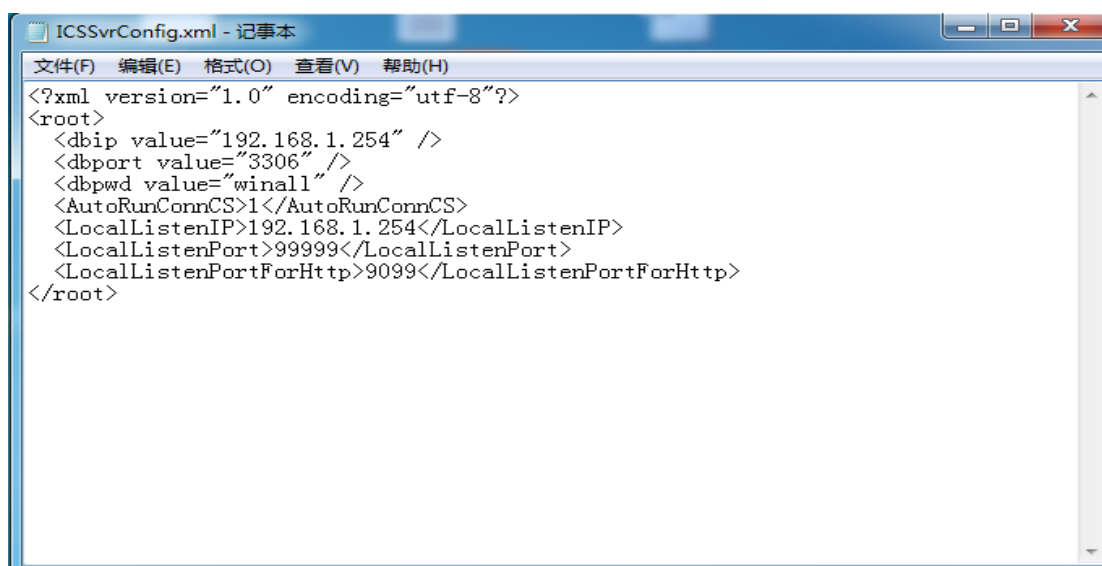 ICSSvrConfig.xml - 记事本
文件(F) 编辑(E) 格式(O) 查看(V) 帮助(H)
<?xml version="1.0" encoding="utf-8"?>
<root>
  <dbip value="192.168.1.254" />
  <dbport value="3306" />
  <dbpwd value="winall" />
  <AutoRunConnCS>1</AutoRunConnCS>
  <LocalListenIP>192.168.1.254</LocalListenIP>
  <LocalListenPort>99999</LocalListenPort>
  <LocalListenPortForHttp>9099</LocalListenPortForHttp>
</root>